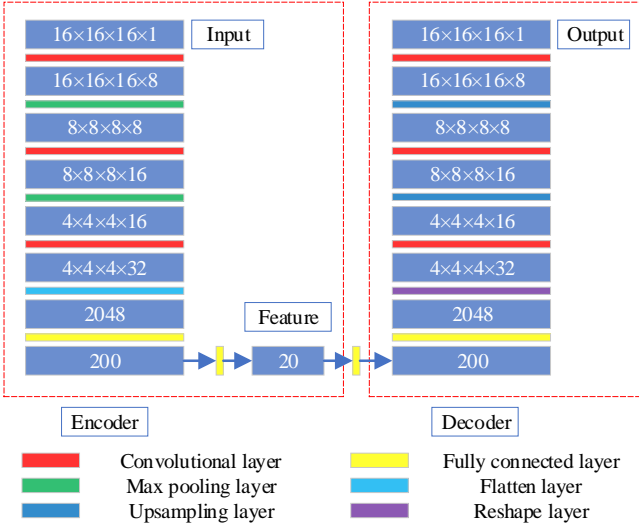 16×16×16×1
Input
16×16×16×8
8×8×8×8
8×8×8×16
4×4×4×16
4×4×4×32
2048
200
Feature
20
16×16×16×1
Output
16×16×16×8
8×8×8×8
8×8×8×16
4×4×4×16
4×4×4×32
2048
200
Encoder
Decoder
Convolutional layer
Fully connected layer
Max pooling layer
Flatten layer
Upsampling layer
Reshape layer